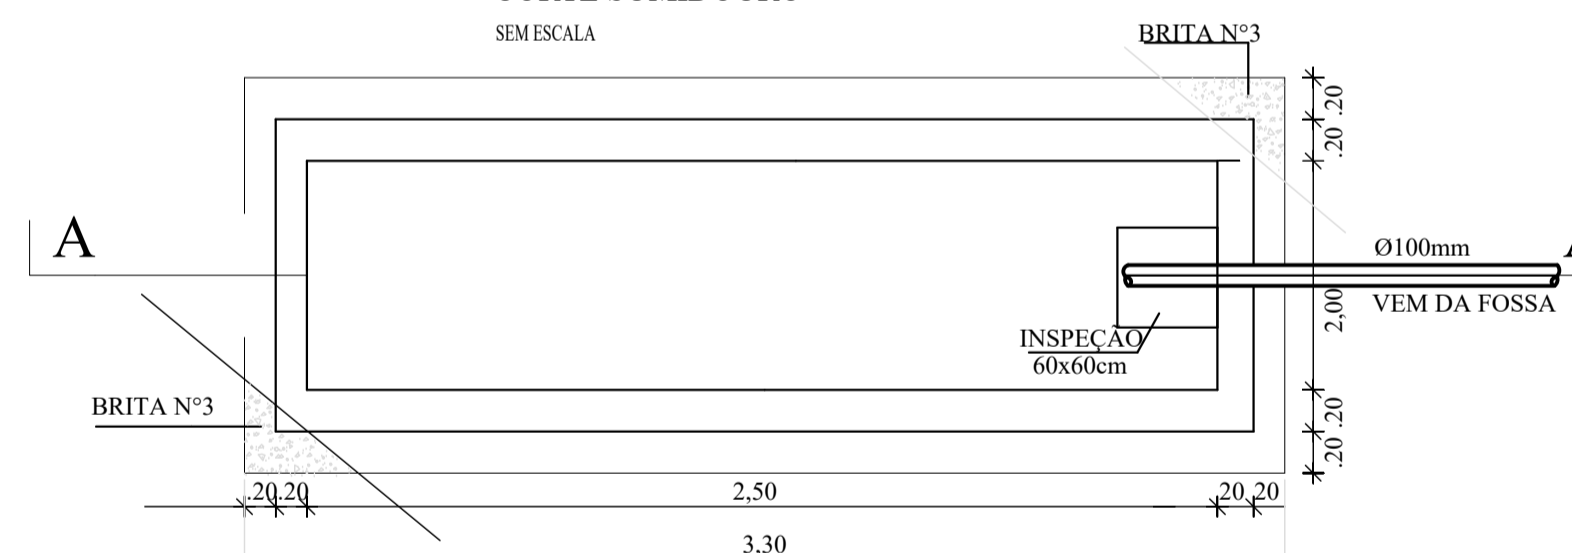 SEM ESCALA
BRITA N°3
.20
.20
A
Ø100mm
2,00
VEM DA FOSSA
INSPEÇÃO
60x60cm
BRITA N°3
.20
.20
.20 .20
2,50
20 20
3,30